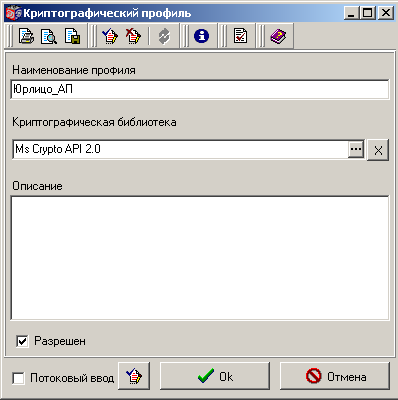 Криптографический профиль
Наименование профиля
Юрлицо_АП
Криптографическая библиотека
Ms Crypto API 2.0
Описание
Разрешен
Потоковый ввод
Ok
Отмена